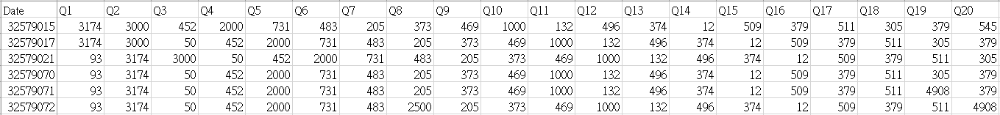 Date Q1 Q2 Q3 Q4 Q5 Q6 Q7 Q8 Q9 Q10 Q11 Q12 Q13 Q14 Q15 Q16 Q17 Q18 Q19 Q20
32579015 3174 3000 452 2000 731 483 205 373 469 1000 132 496 374 12 509 379 511 305 379 545
32579017 3174 3000 50 452 2000 731 483 205 373 469 1000 132 496 374 12 509 379 511 305 379
32579021 93 3174 3000 50 452 2000 731 483 205 373 469 1000 132 496 374 12 509 379 511 305
32579070 93 3174 50 452 2000 731 483 205 373 469 1000 132 496 374 12 509 379 511 305 379
32579071 93 3174 50 452 2000 731 483 205 373 469 1000 132 496 374 12 509 379 511 4908 379
32579072 93 3174 50 452 2000 731 483 2500 205 373 469 1000 132 496 374 12 509 379 511 4908